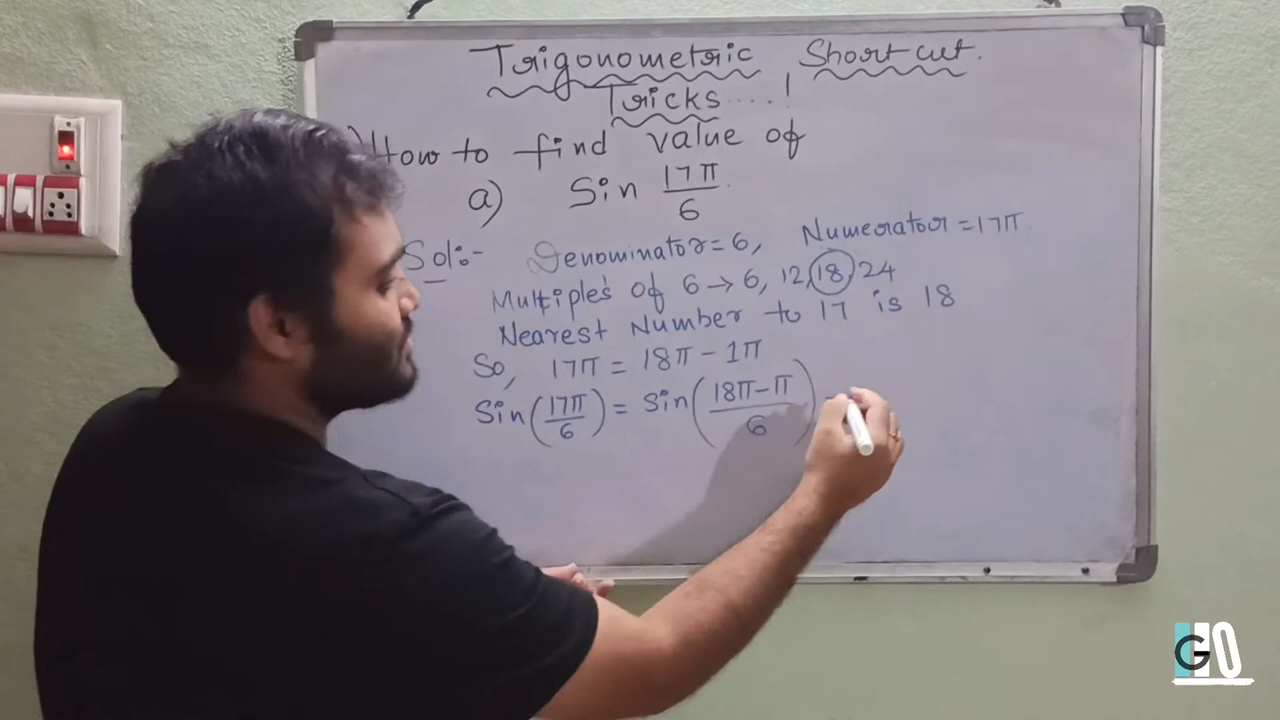 Trigonometric Short cut.
Tricks....!
How to find value of
a) Sin 17π/6
Sol:- Denominator=6, Numerator=17π
Multiple's of 6→6, 12, 18, 24
Nearest Number to 17 is 18
So, 17π = 18π-1π
Sin(17π/6) = Sin(18π-π/6)